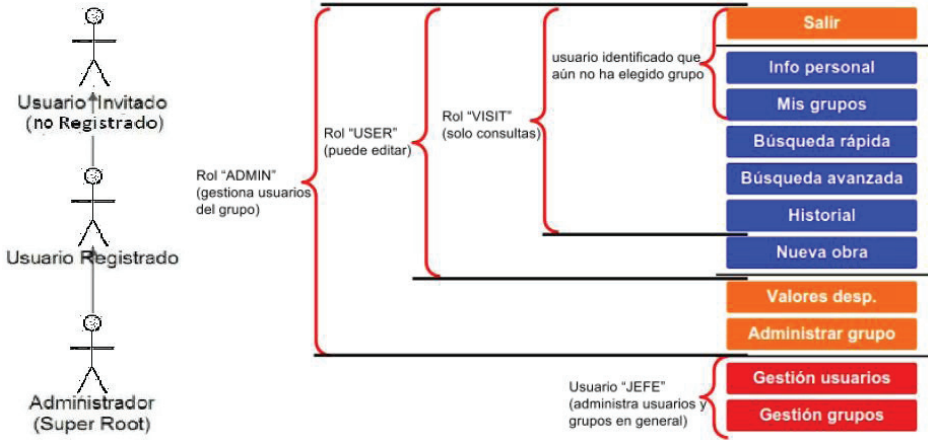 Usuario Invitado
(no Registrado)
Usuario Registrado
Administrador
(Super Root)
Rol "ADMIN"
(gestiona usuarios
del grupo)
Rol "USER"
(puede editar)
Rol "VISIT"
(solo consultas)
usuario identificado que
aún no ha elegido grupo
Salir
Info personal
Mis grupos
Búsqueda rápida
Búsqueda avanzada
Historial
Nueva obra
Valores desp.
Administrar grupo
Usuario "JEFE"
(administra usuarios y
grupos en general)
Gestión usuarios
Gestión grupos